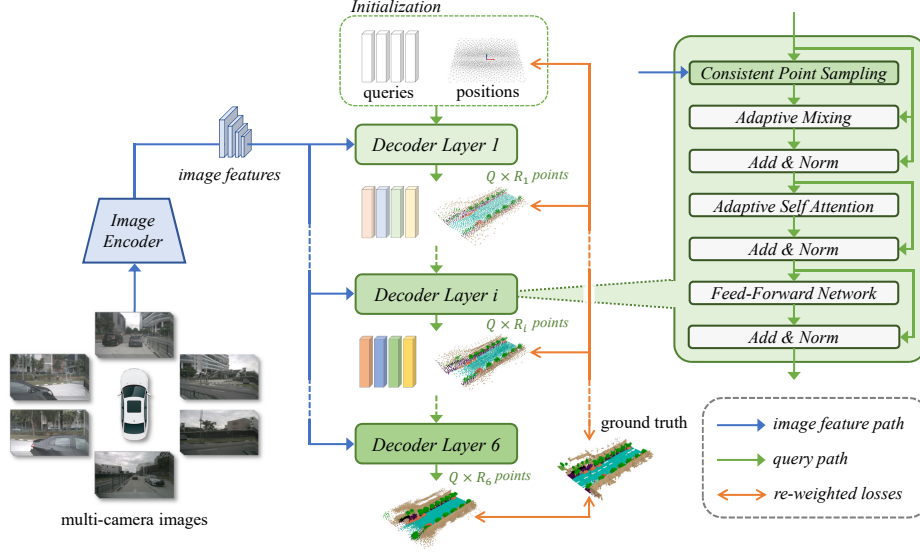 Initialization
queries
positions
Decoder Layer 1
Q × R₁ points
image features
Image
Encoder
Decoder Layer i
Q × Rᵢ points
Decoder Layer 6
Q × R₆ points
ground truth
multi-camera images
Consistent Point Sampling
Adaptive Mixing
Add & Norm
Adaptive Self Attention
Add & Norm
Feed-Forward Network
Add & Norm
image feature path
query path
re-weighted losses